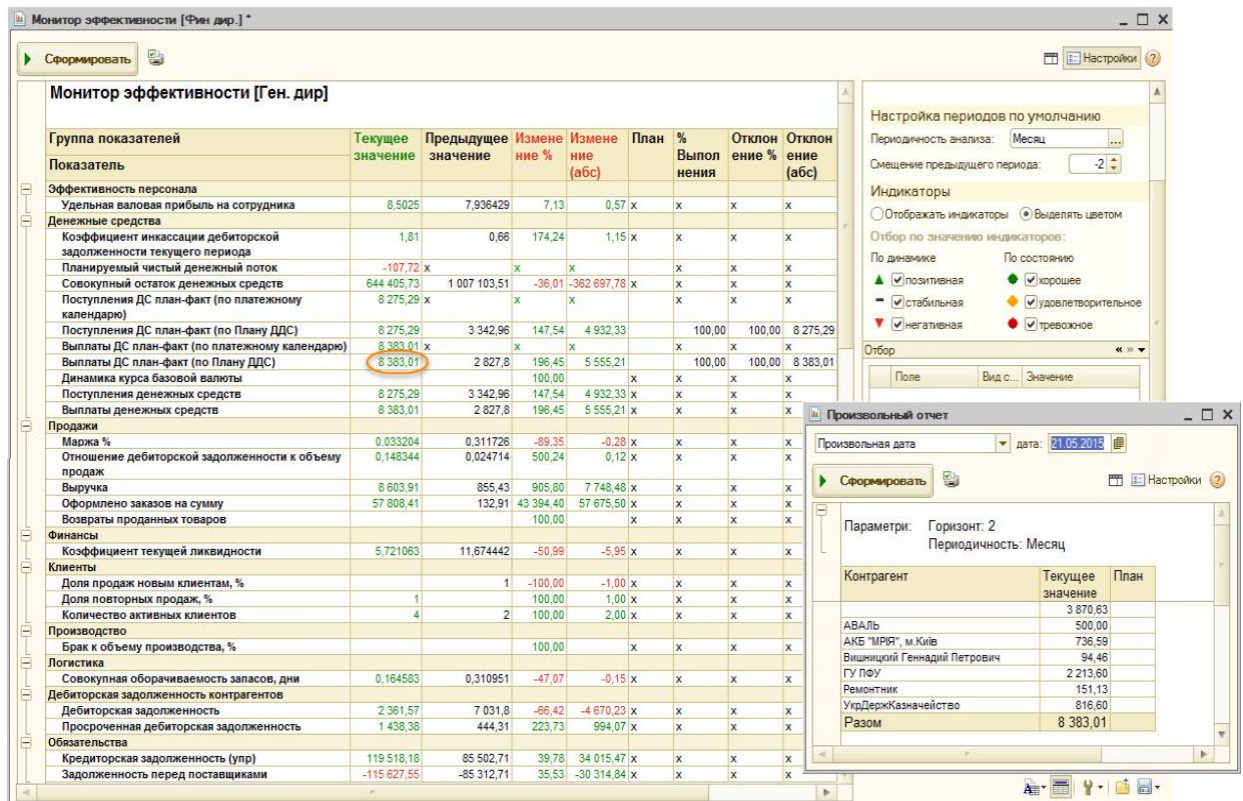 Монитор эффективности [Фин дир.] *
Сформировать
Настройки
Монитор эффективности [Ген. дир]
Группа показателей Текущее значение Предыдущее значение Измене ние % Измене ние (абс) План % Выпол нения Отклон ение % Отклон ение (абс)
Показатель
Эффективность персонала
Удельная валовая прибыль на сотрудника 8,5025 7,936429 7,13 0,57 x x x x
Денежные средства
Коэффициент инкассации дебиторской 1,81 0,66 174,24 1,15 x x x x
задолженности текущего периода
Планируемый чистый денежный поток -107,72 x x x x x x
Совокупный остаток денежных средств 644 405,73 1 007 103,51 -36,01 -362 697,78 x x x x
Поступления ДС план-факт (по платежному 8 275,29 x x x x x x
календарю)
Поступления ДС план-факт (по Плану ДДС) 8 275,29 3 342,96 147,54 4 932,33 100,00 100,00 8 275,29
Выплаты ДС план-факт (по платежному календарю) 8 383,01 x x x x x x
Выплаты ДС план-факт (по Плану ДДС) 8 383,01 2 827,8 196,45 5 555,21 100,00 100,00 8 383,01
Динамика курса базовой валюты 100,00 x x x x
Поступления денежных средств 8 275,29 3 342,96 147,54 4 932,33 x x x x
Выплаты денежных средств 8 383,01 2 827,8 196,45 5 555,21 x x x x
Продажи
Маржа % 0,033204 0,311726 -89,35 -0,28 x x x
Отношение дебиторской задолженности к объему 0,148344 0,024714 500,24 0,12 x x x
продаж
Выручка 8 603,91 855,43 905,80 7 748,48 x x x
Оформлено заказов на сумму 57 808,41 132,91 43 394,40 57 675,50 x x x
Возвраты проданных товаров 100,00 x x x
Финансы
Коэффициент текущей ликвидности 5,721063 11,674442 -50,99 -5,95 x x x
Клиенты
Доля продаж новым клиентам, % 1 -100,00 -1,00 x x x
Доля повторных продаж, % 1 100,00 1,00 x x x
Количество активных клиентов 4 2 100,00 2,00 x x x
Производство
Брак к объему производства, % 100,00 x x x
Логистика
Совокупная оборачиваемость запасов, дни 0,164583 0,310951 -47,07 -0,15 x x x
Дебиторская задолженность контрагентов
Дебиторская задолженность 2 361,57 7 031,8 -66,42 -4 670,23 x x x
Просроченная дебиторская задолженность 1 438,38 444,31 223,73 994,07 x x x
Обязательства
Кредиторская задолженность (упр) 119 518,18 85 502,71 39,78 34 015,47 x x x x
Задолженность перед поставщиками -115 627,55 -85 312,71 35,53 -30 314,84 x x x x
Настройка периодов по умолчанию
Периодичность анализа: Месяц ...
Смещение предыдущего периода: -2
Индикаторы
Отображать индикаторы Выделять цветом
Отбор по значению индикаторов:
По динамике По состоянию
позитивная хорошее
стабильная удовлетворительное
негативная тревожное
Отбор
Поле Вид с... Значение
Произвольный отчет
Произвольная дата дата: 21.05.2015
Сформировать Настройки
Параметри: Горизонт: 2
Периодичность: Месяц
Контрагент Текущее значение План
3 870,63
АВАЛЬ 500,00
АКБ "МРІЯ", м.Київ 736,59
Вишницкий Геннадий Петрович 94,46
ГУ ПФУ 2 213,60
Ремонтник 151,13
УкрДержКазначейство 816,60
Разом 8 383,01